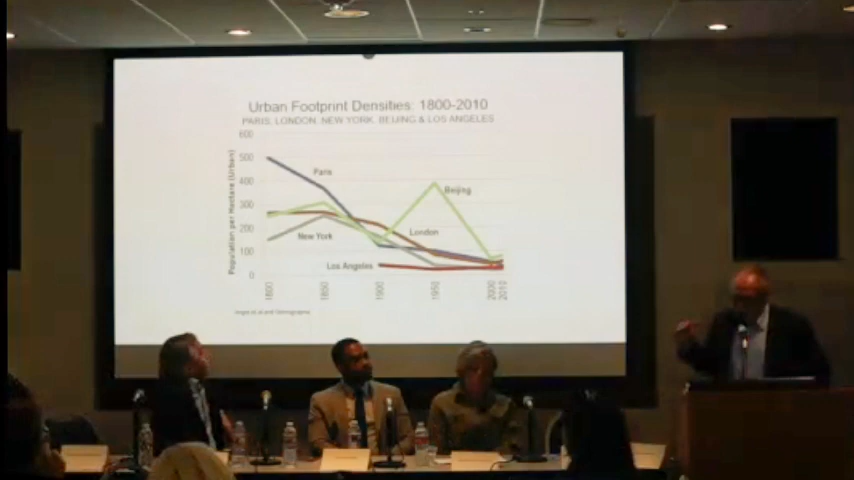 Urban Footprint Densities: 1800-2010
PARIS, LONDON, NEW YORK, BEIJING & LOS ANGELES
Population per Hectare (Urban)
600
500
400
300
200
100
0
Paris
Beijing
New York
London
Los Angeles
1800
1850
1900
1950
2000
2010